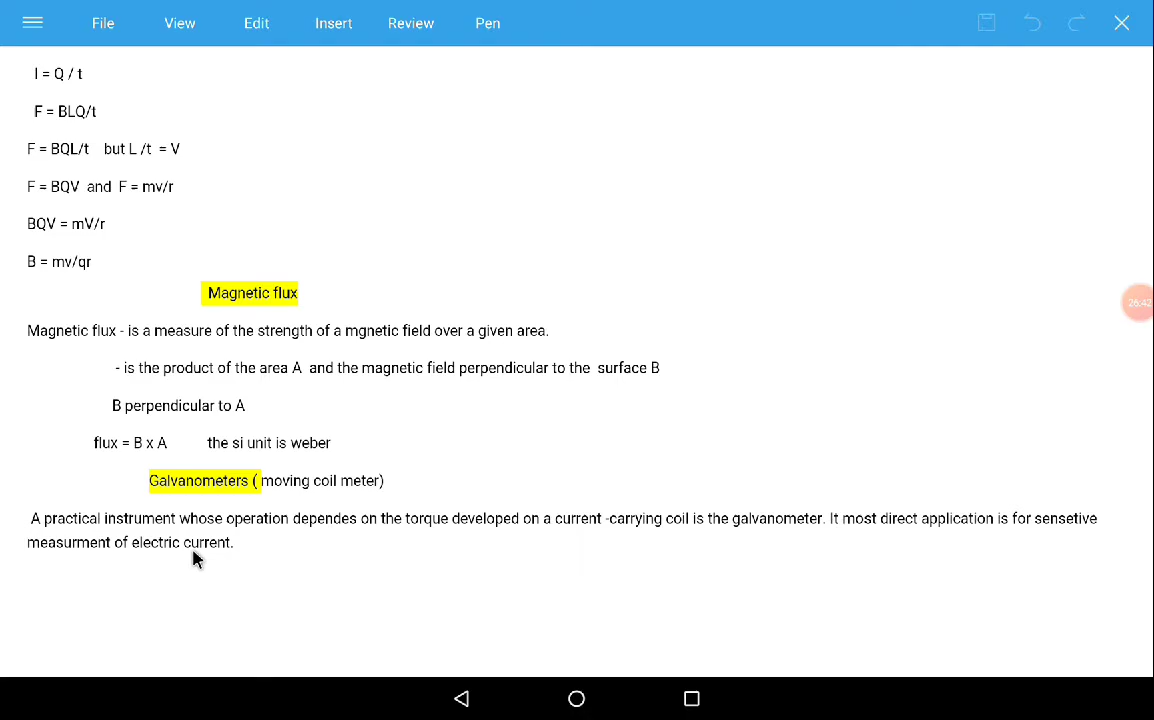 File View Edit Insert Review Pen
I = Q / t
F = BLQ/t
F = BQL/t but L /t = V
F = BQV and F = mv/r
BQV = mV/r
B = mv/qr
Magnetic flux
26:42
Magnetic flux - is a measure of the strength of a mgnetic field over a given area.
- is the product of the area A and the magnetic field perpendicular to the surface B
B perpendicular to A
flux = B x A the si unit is weber
Galvanometers ( moving coil meter)
A practical instrument whose operation dependes on the torque developed on a current -carrying coil is the galvanometer. It most direct application is for sensetive
measurment of electric current.